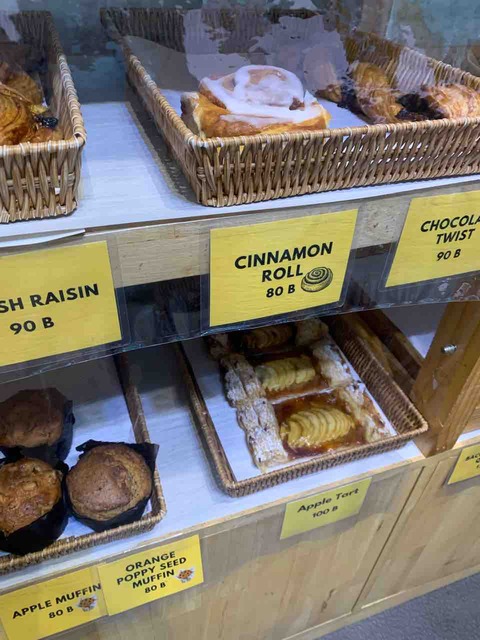 SH RAISIN
90 B
CINNAMON
ROLL
80 B
CHOCOLA
TWIST
90 B
APPLE MUFFIN
80 B
ORANGE
POPPY SEED
MUFFIN
80 B
Apple Tart
100 B